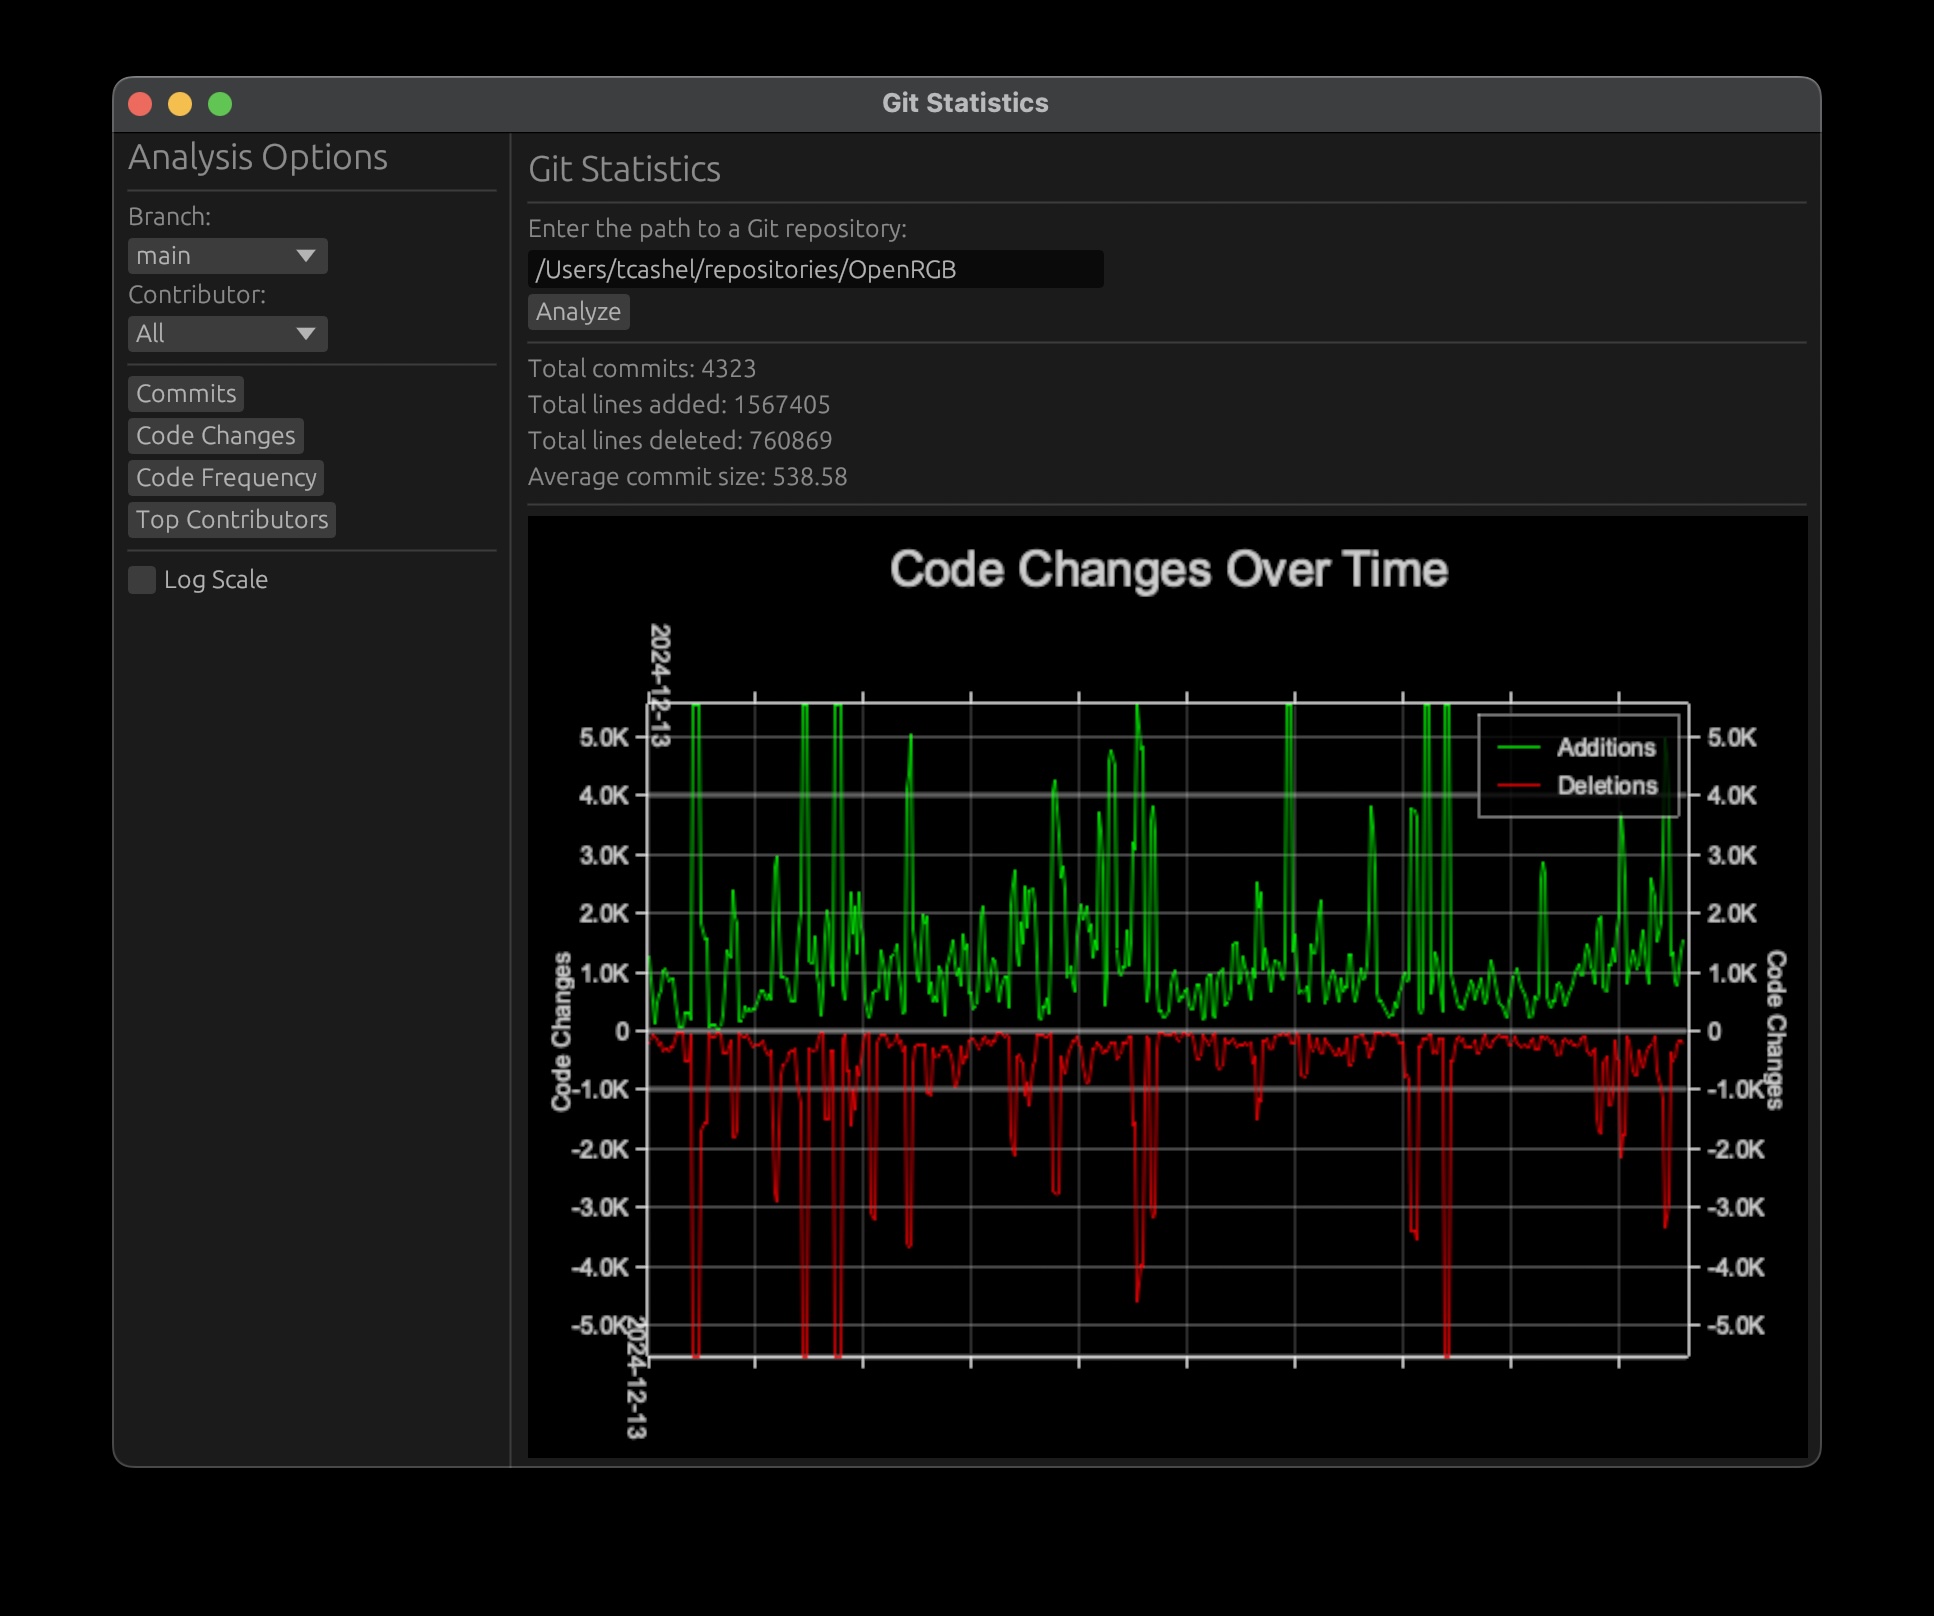 Git Statistics
Analysis Options
Branch:
main
Contributor:
All
Commits
Code Changes
Code Frequency
Top Contributors
Log Scale
Git Statistics
Enter the path to a Git repository:
/Users/tcashel/repositories/OpenRGB
Analyze
Total commits: 4323
Total lines added: 1567405
Total lines deleted: 760869
Average commit size: 538.58
Code Changes Over Time
2024-12-13
Additions
Deletions
5.0K
4.0K
3.0K
2.0K
1.0K
0
-1.0K
-2.0K
-3.0K
-4.0K
-5.0K
Code Changes
5.0K
4.0K
3.0K
2.0K
1.0K
0
-1.0K
-2.0K
-3.0K
-4.0K
-5.0K
Code Changes
2024-12-13